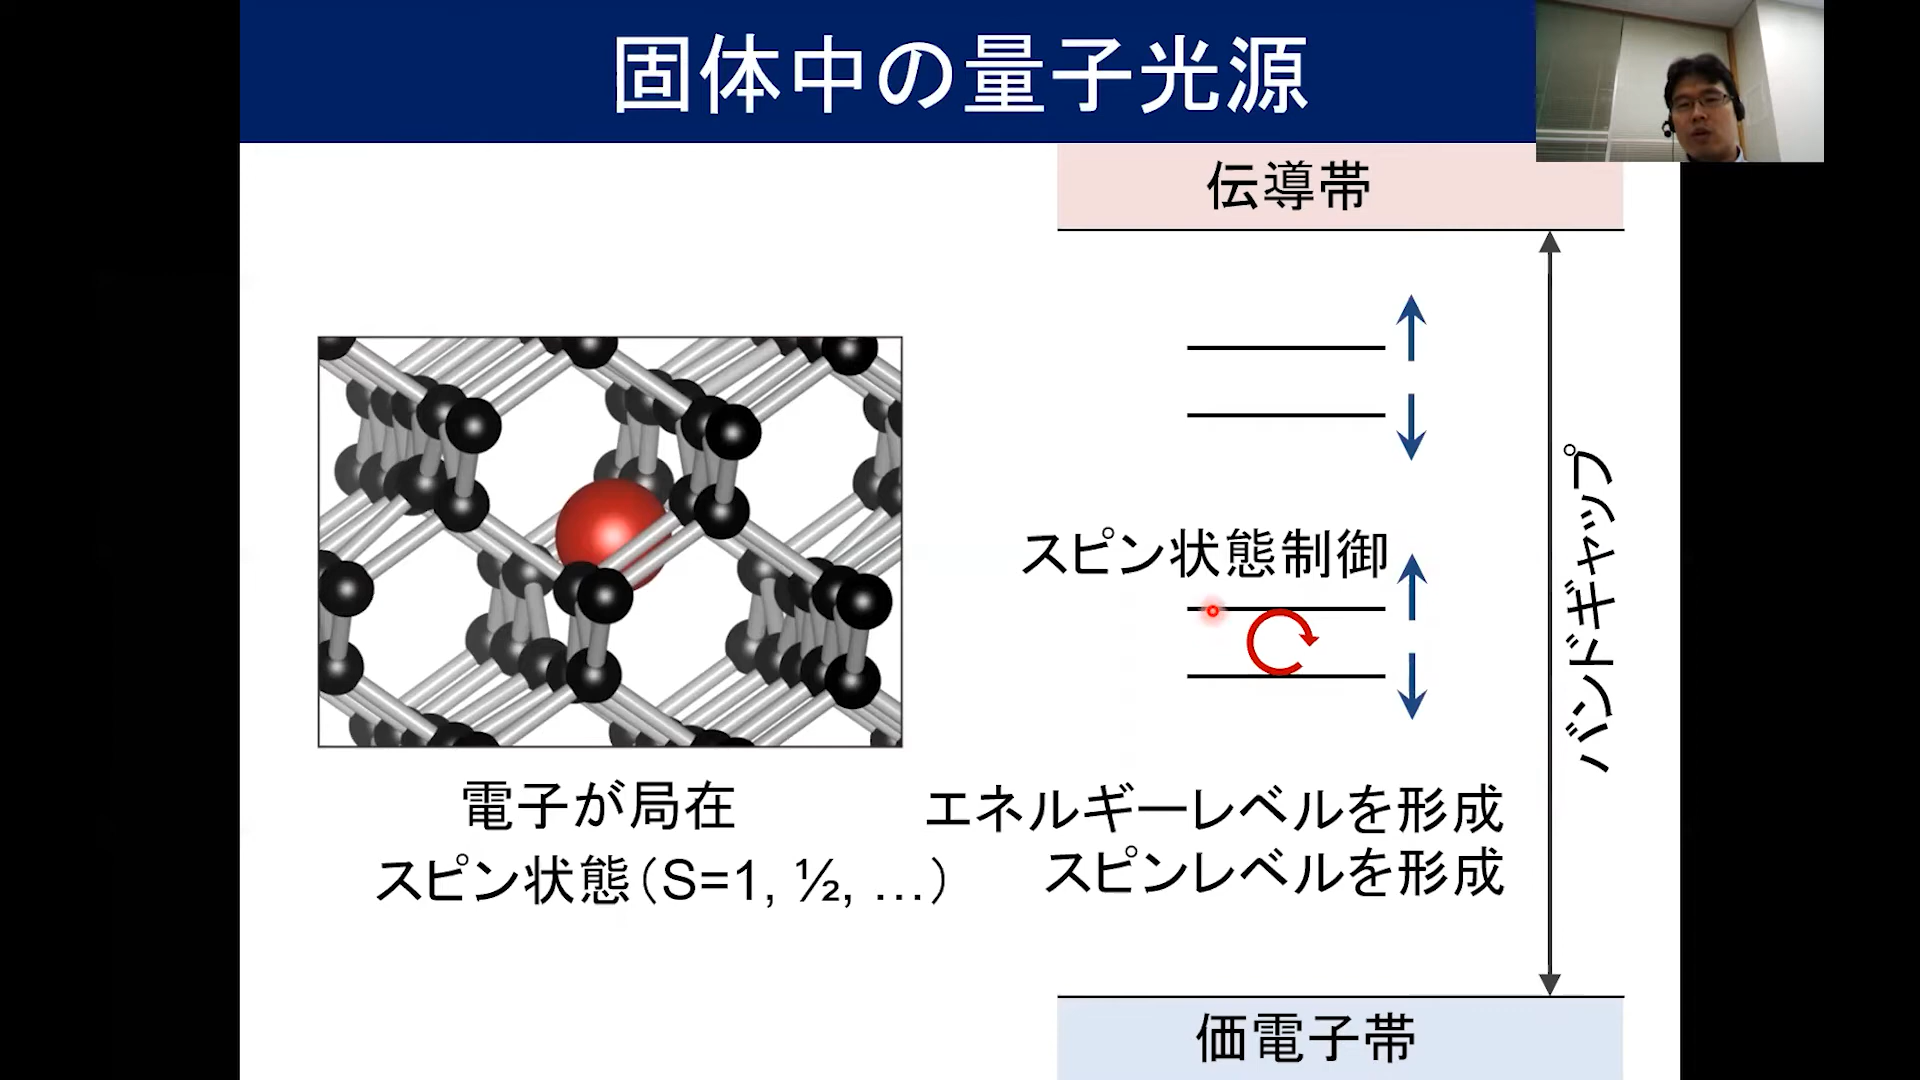 固体中の量子光源
伝導帯
スピン状態制御
バンドギャップ
電子が局在
スピン状態（S=1, ½, …）
エネルギーレベルを形成
スピンレベルを形成
価電子帯